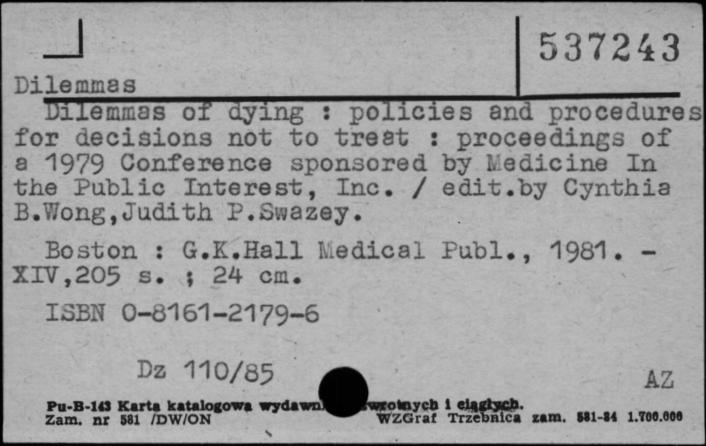 537243
Dilemmas
Dilemmas of dying : policies and procedures
for decisions not to treat : proceedings of
a 1979 Conference sponsored by Medicine In
the Public Interest, Inc. / edit.by Cynthia
B.Wong,Judith P.Swazey.
Boston : G.K.Hall Medical Publ., 1981. -
XIV,205 s. ; 24 cm.
ISBN 0-8161-2179-6
Dz 110/85
AZ
Pu-B-143 Karta katalogowa wydawn zwrotnych i ciągłych.
Zam. nr 581 /DW/ON WZGraf Trzebnica zam. 581-84 1.700.000